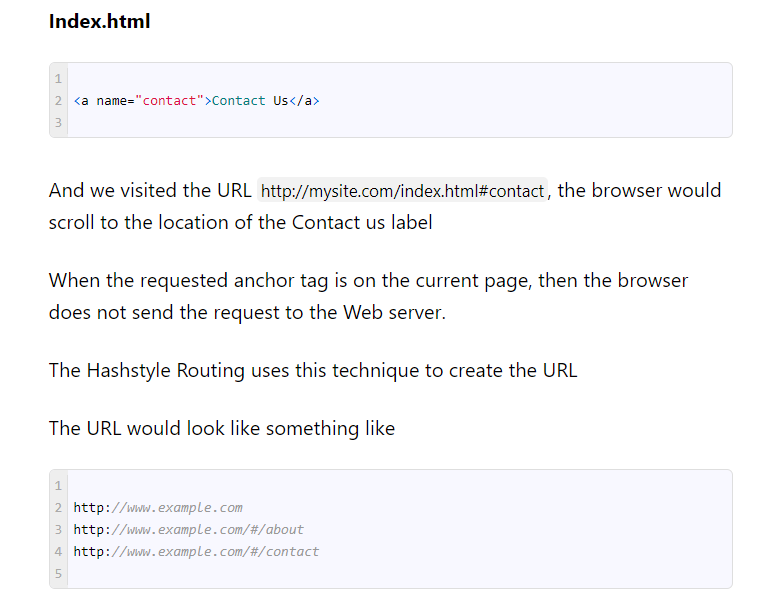 Index.html
1
2 <a name="contact">Contact Us</a>
3
And we visited the URL http://mysite.com/index.html#contact, the browser would
scroll to the location of the Contact us label
When the requested anchor tag is on the current page, then the browser
does not send the request to the Web server.
The Hashstyle Routing uses this technique to create the URL
The URL would look like something like
1
2 http://www.example.com
3 http://www.example.com/#/about
4 http://www.example.com/#/contact
5